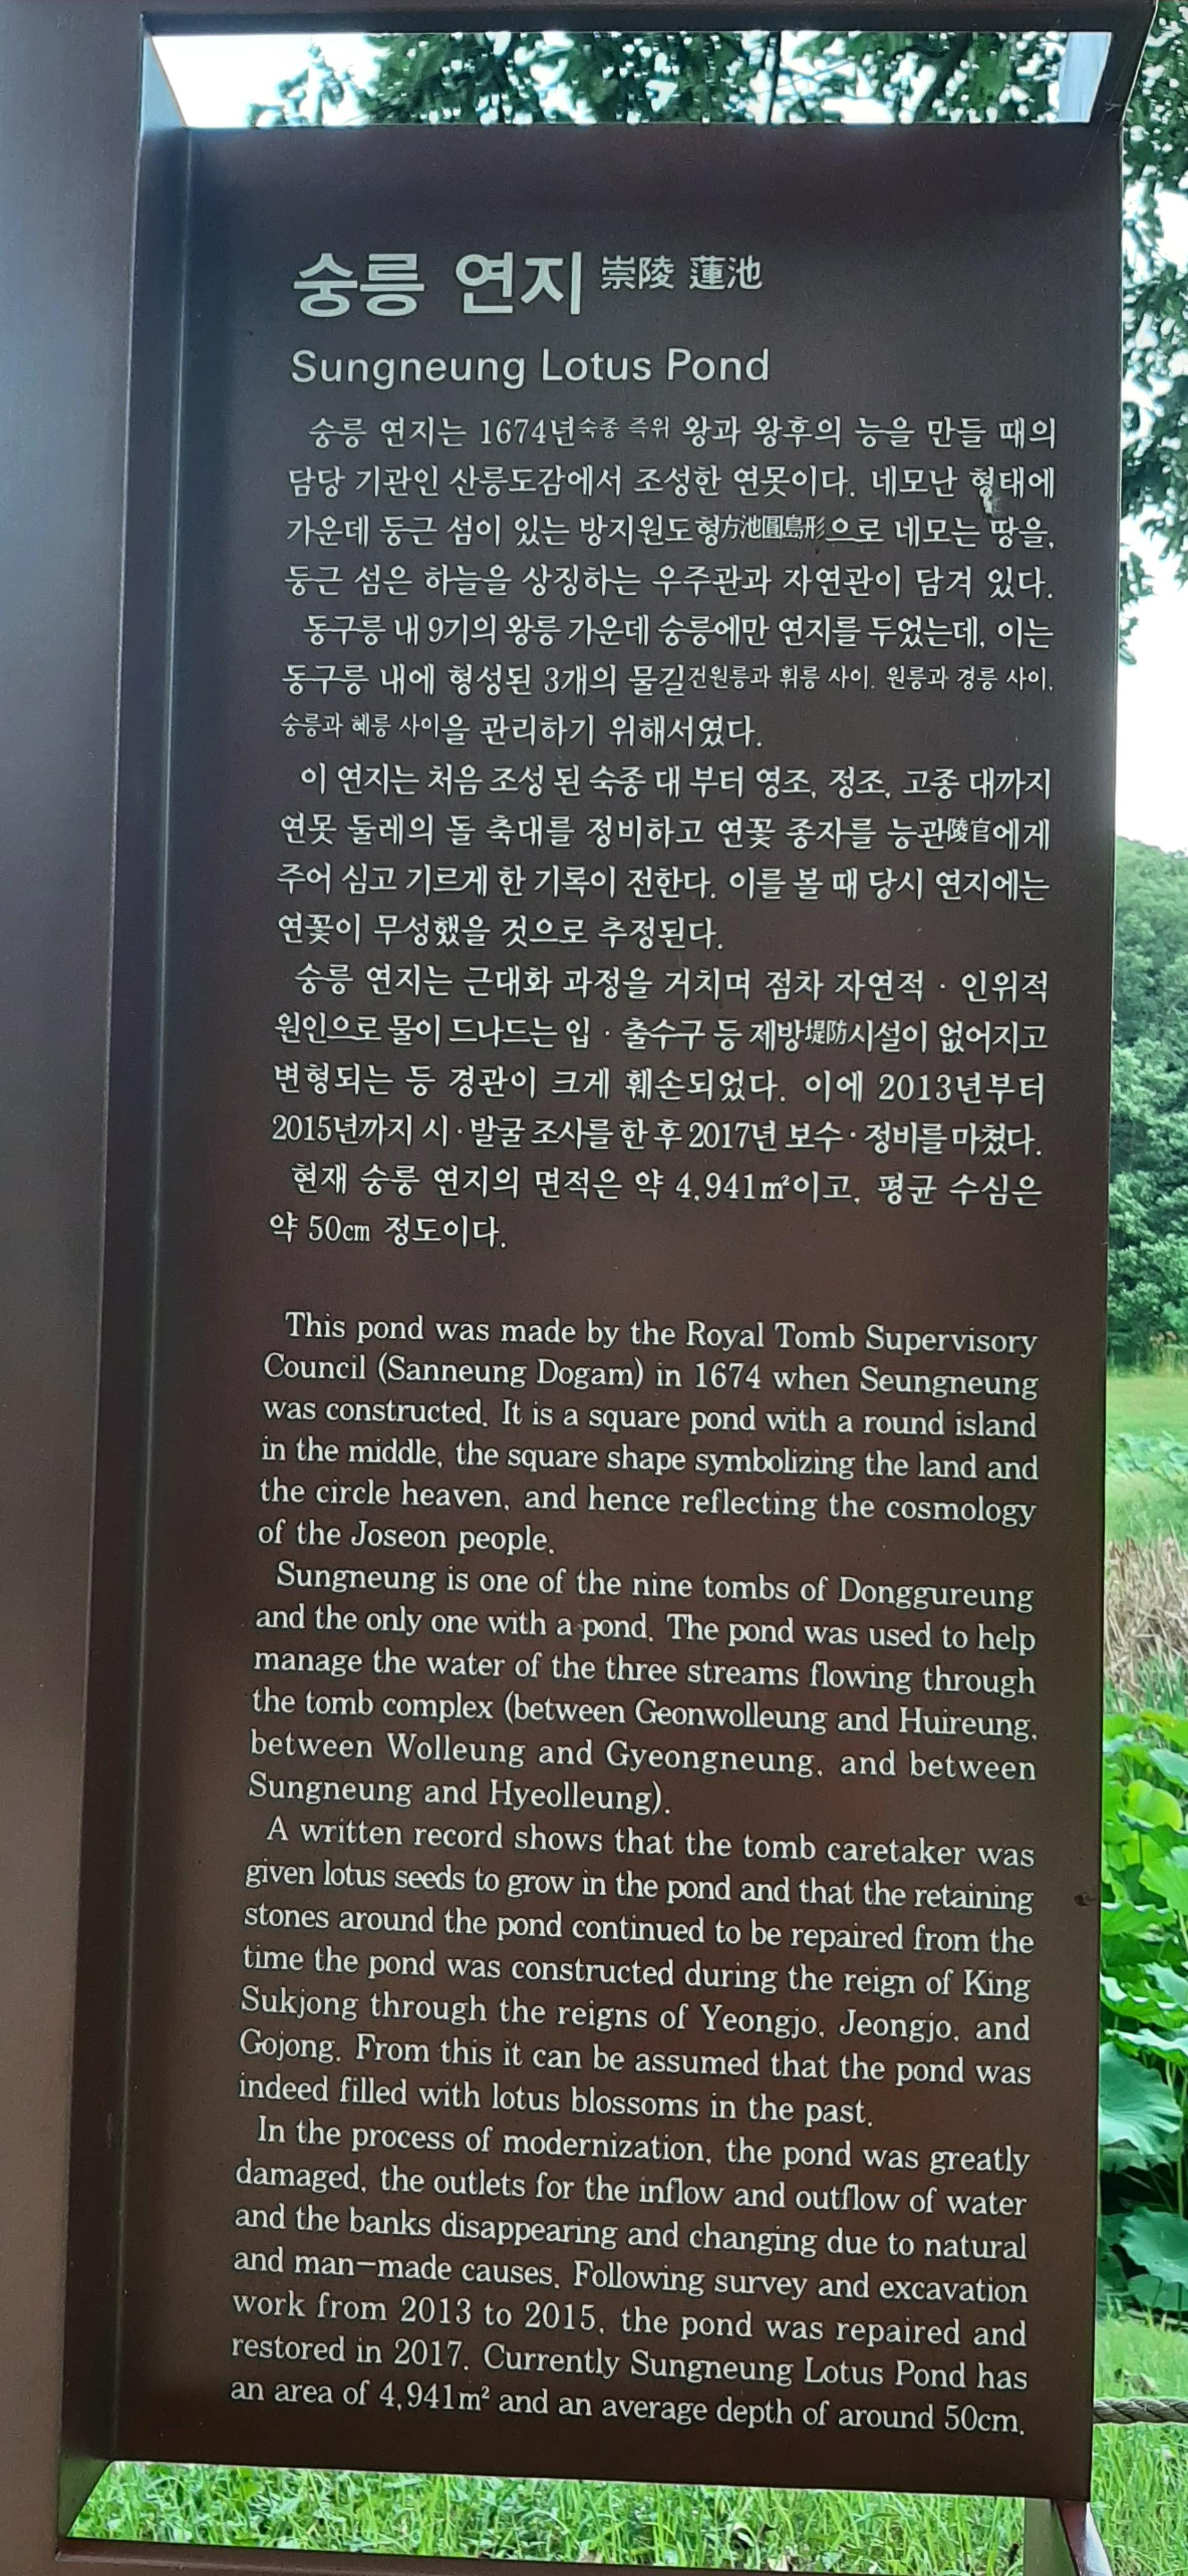 숭릉 연지 崇陵 蓮池
Sungneung Lotus Pond
숭릉 연지는 1674년숙종 즉위 왕과 왕후의 능을 만들 때의
담당 기관인 산릉도감에서 조성한 연못이다. 네모난 형태에
가운데 둥근 섬이 있는 방지원도형方池圓島形으로 네모는 땅을,
둥근 섬은 하늘을 상징하는 우주관과 자연관이 담겨 있다.
동구릉 내 9기의 왕릉 가운데 숭릉에만 연지를 두었는데, 이는
동구릉 내에 형성된 3개의 물길건원릉과 휘릉 사이, 원릉과 경릉 사이,
숭릉과 혜릉 사이을 관리하기 위해서였다.
이 연지는 처음 조성 된 숙종 대 부터 영조, 정조, 고종 대까지
연못 둘레의 돌 축대를 정비하고 연꽃 종자를 능관陵官에게
주어 심고 기르게 한 기록이 전한다. 이를 볼 때 당시 연지에는
연꽃이 무성했을 것으로 추정된다.
숭릉 연지는 근대화 과정을 거치며 점차 자연적 · 인위적
원인으로 물이 드나드는 입 · 출수구 등 제방堤防시설이 없어지고
변형되는 등 경관이 크게 훼손되었다. 이에 2013년부터
2015년까지 시 · 발굴 조사를 한 후 2017년 보수 · 정비를 마쳤다.
현재 숭릉 연지의 면적은 약 4,941㎡이고, 평균 수심은
약 50㎝ 정도이다.
This pond was made by the Royal Tomb Supervisory
Council (Sanneung Dogam) in 1674 when Seungneung
was constructed. It is a square pond with a round island
in the middle, the square shape symbolizing the land and
the circle heaven, and hence reflecting the cosmology
of the Joseon people.
Sungneung is one of the nine tombs of Donggureung
and the only one with a pond. The pond was used to help
manage the water of the three streams flowing through
the tomb complex (between Geonwolleung and Huireung,
between Wolleung and Gyeongneung, and between
Sungneung and Hyeolleung).
A written record shows that the tomb caretaker was
given lotus seeds to grow in the pond and that the retaining
stones around the pond continued to be repaired from the
time the pond was constructed during the reign of King
Sukjong through the reigns of Yeongjo, Jeongjo, and
Gojong. From this it can be assumed that the pond was
indeed filled with lotus blossoms in the past.
In the process of modernization, the pond was greatly
damaged, the outlets for the inflow and outflow of water
and the banks disappearing and changing due to natural
and man-made causes. Following survey and excavation
work from 2013 to 2015, the pond was repaired and
restored in 2017. Currently Sungneung Lotus Pond has
an area of 4,941m² and an average depth of around 50cm.